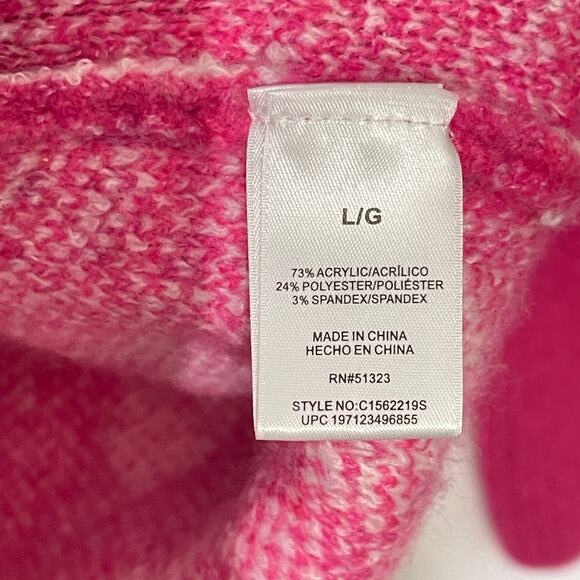 L/G
73% ACRYLIC/ACRÍLICO
24% POLYESTER/POLIÉSTER
3% SPANDEX/SPANDEX
MADE IN CHINA
HECHO EN CHINA
RN#51323
STYLE NO:C1562219S
UPC 197123496855